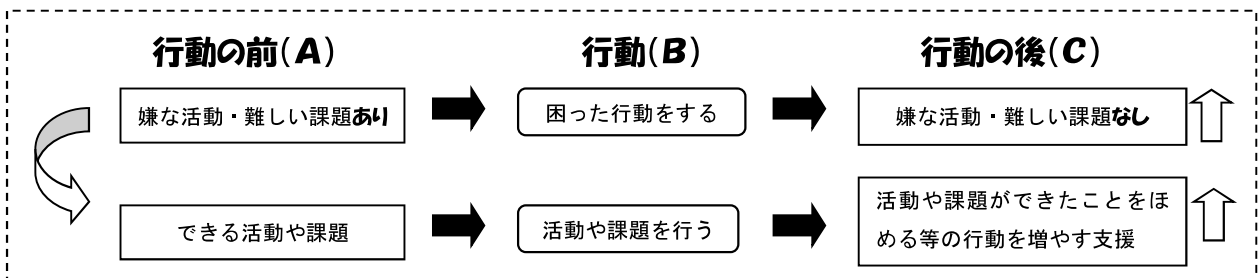 行動の前(A)
行動(B)
行動の後(C)
嫌な活動・難しい課題あり
困った行動をする
嫌な活動・難しい課題なし
できる活動や課題
活動や課題を行う
活動や課題ができたことをほ
める等の行動を増やす支援